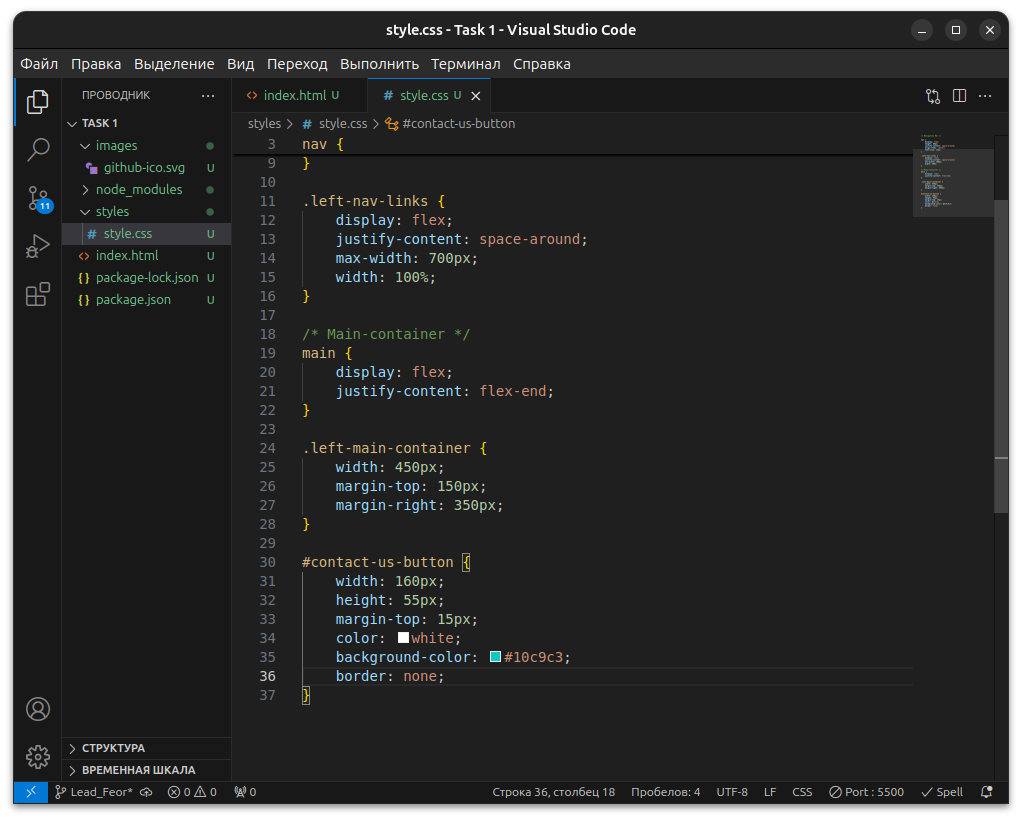 style.css - Task 1 - Visual Studio Code
Файл Правка Выделение Вид Переход Выполнить Терминал Справка
ПРОВОДНИК
TASK 1
images
github-ico.svg U
node_modules
styles
# style.css U
<> index.html U
{} package-lock.json U
{} package.json U
СТРУКТУРА
ВРЕМЕННАЯ ШКАЛА
11
<> index.html U # style.css U
styles > # style.css > #contact-us-button
3 nav {
9 }
10
11 .left-nav-links {
12 display: flex;
13 justify-content: space-around;
14 max-width: 700px;
15 width: 100%;
16 }
17
18 /* Main-container */
19 main {
20 display: flex;
21 justify-content: flex-end;
22 }
23
24 .left-main-container {
25 width: 450px;
26 margin-top: 150px;
27 margin-right: 350px;
28 }
29
30 #contact-us-button {
31 width: 160px;
32 height: 55px;
33 margin-top: 15px;
34 color: white;
35 background-color: #10c9c3;
36 border: none;
37 }
Lead_Feor* 0 0 0 Строка 36, столбец 18 Пробелов: 4 UTF-8 LF CSS Port : 5500 Spell